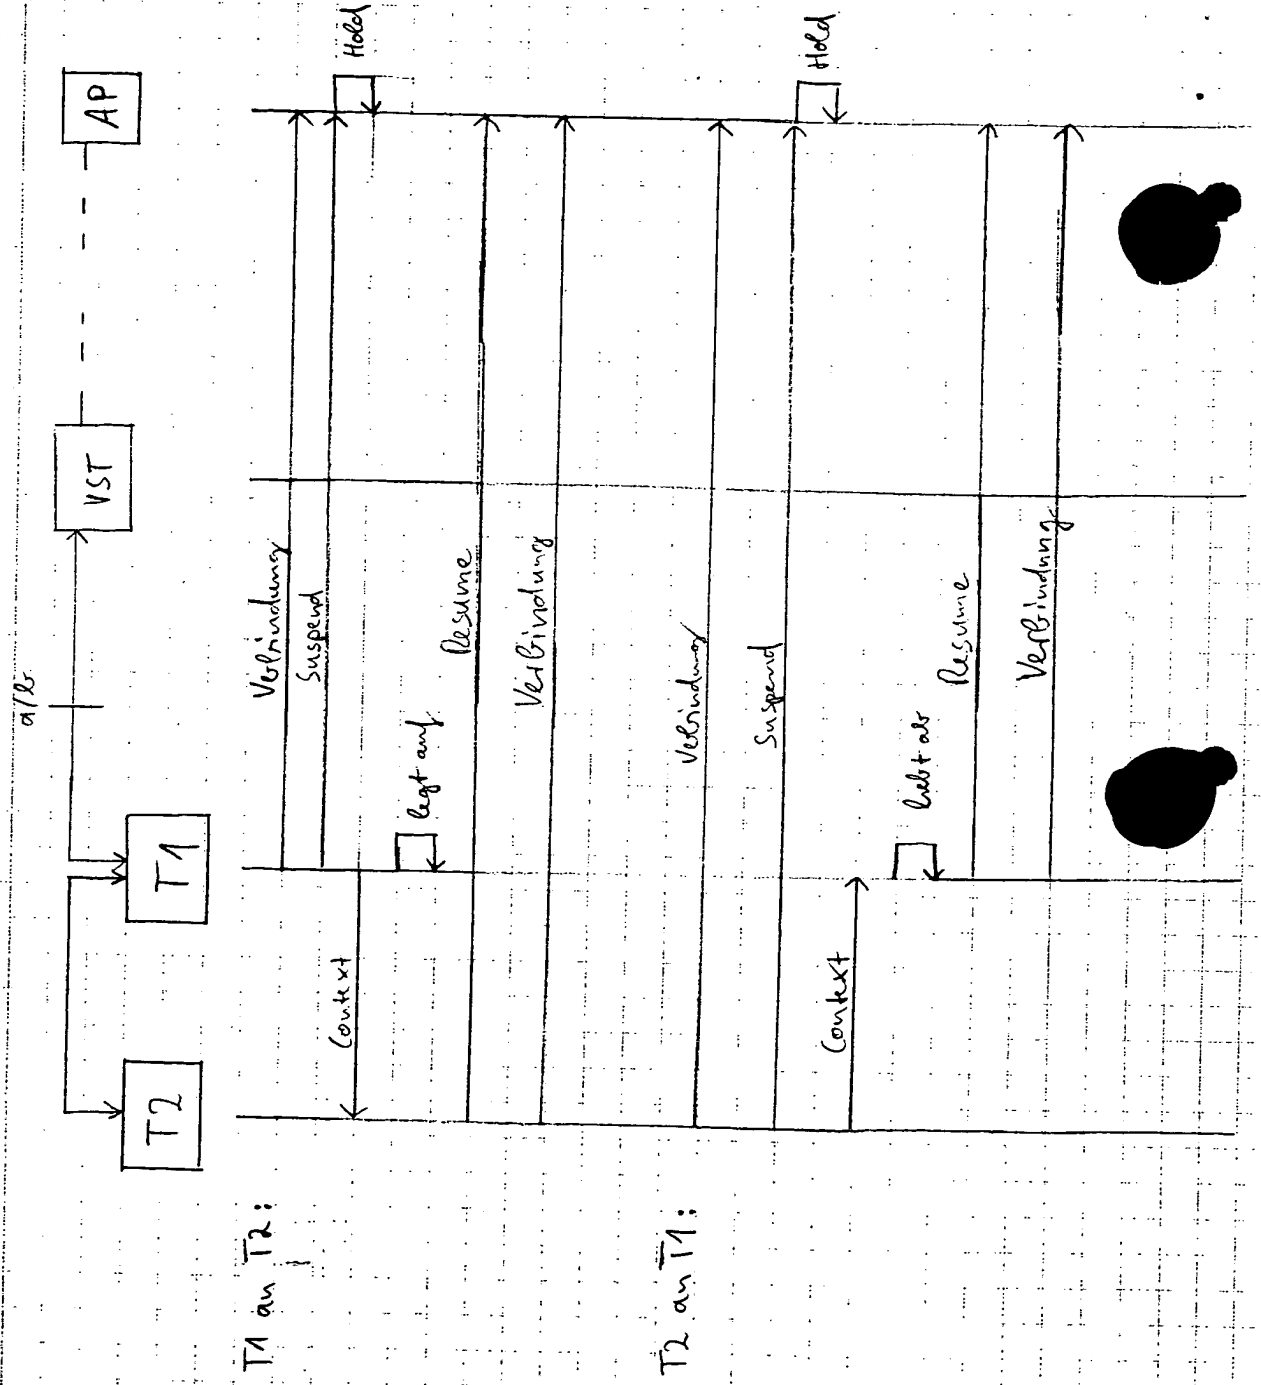 a/b
T2
T1
VST
AP
T1 an T2:
Verbindung
Suspend
Hold
Context
legt auf
Resume
Verbindung
T2 an T1:
Verbindung
Suspend
Hold
Context
hebt ab
Resume
Verbindung